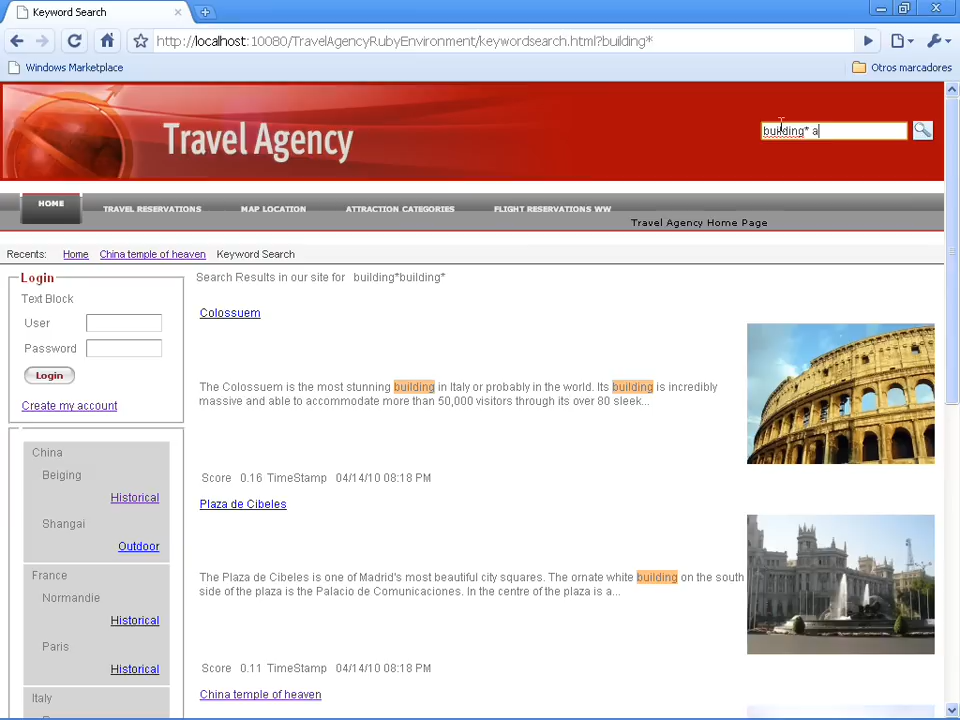 Keyword Search
http://localhost:10080/TravelAgencyRubyEnvironment/keywordsearch.html?building*
Windows Marketplace
Otros marcadores
Travel Agency
building* a
HOME
TRAVEL RESERVATIONS
MAP LOCATION
ATTRACTION CATEGORIES
FLIGHT RESERVATIONS WW
Travel Agency Home Page
Recents: Home China temple of heaven Keyword Search
Login
Text Block
User
Password
Login
Create my account
China
Beiging
Historical
Shangai
Outdoor
France
Normandie
Historical
Paris
Historical
Italy
Search Results in our site for building*building*
Colossuem
The Colossuem is the most stunning building in Italy or probably in the world. Its building is incredibly
massive and able to accommodate more than 50,000 visitors through its over 80 sleek...
Score 0.16 TimeStamp 04/14/10 08:18 PM
Plaza de Cibeles
The Plaza de Cibeles is one of Madrid's most beautiful city squares. The ornate white building on the south
side of the plaza is the Palacio de Comunicaciones. In the centre of the plaza is a...
Score 0.11 TimeStamp 04/14/10 08:18 PM
China temple of heaven